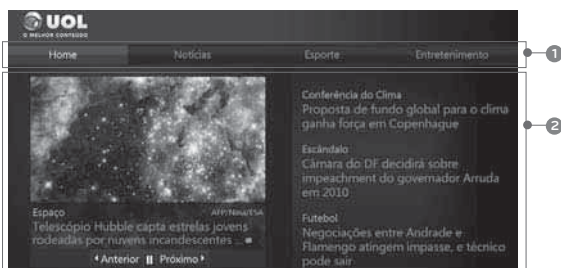 UOL
O MELHOR CONTEÚDO
Home Notícias Esporte Entretenimento
1
2
Espaço AFP/Nasa/ESA
Telescópio Hubble capta estrelas jovens
rodeadas por nuvens incandescentes ...
Anterior Próximo
Conferência do Clima
Proposta de fundo global para o clima
ganha força em Copenhague
Escândalo
Câmara do DF decidirá sobre
impeachment do governador Arruda
em 2010
Futebol
Negociações entre Andrade e
Flamengo atingem impasse, e técnico
pode sair